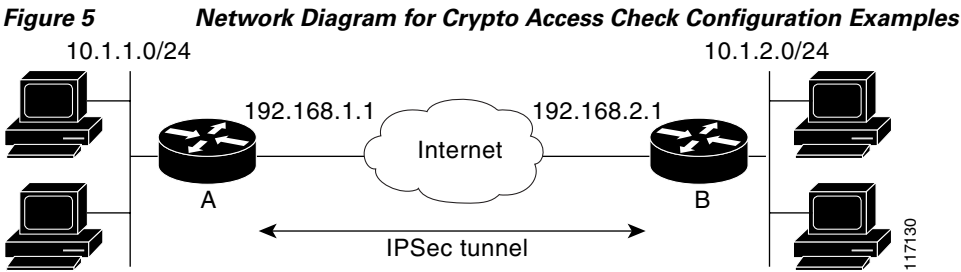 Figure 5 Network Diagram for Crypto Access Check Configuration Examples
10.1.1.0/24 10.1.2.0/24
192.168.1.1 192.168.2.1
Internet
A B
IPSec tunnel
117130